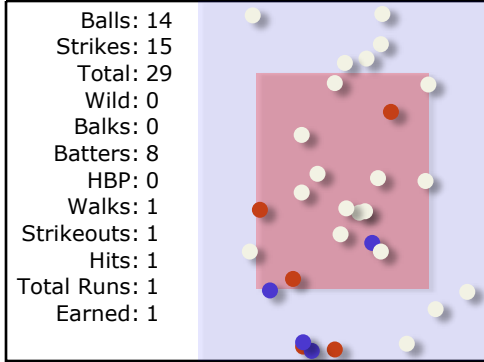 Balls: 14
Strikes: 15
Total: 29
Wild: 0
Balks: 0
Batters: 8
HBP: 0
Walks: 1
Strikeouts: 1
Hits: 1
Total Runs: 1
Earned: 1